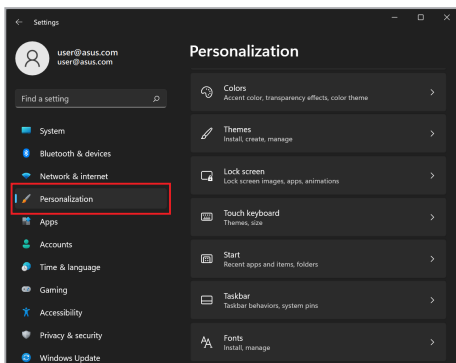 Settings
user@asus.com
user@asus.com
Find a setting
System
Bluetooth & devices
Network & internet
Personalization
Apps
Accounts
Time & language
Gaming
Accessibility
Privacy & security
Windows Update
Personalization
Colors
Accent color, transparency effects, color theme
Themes
Install, create, manage
Lock screen
Lock screen images, apps, animations
Touch keyboard
Themes, size
Start
Recent apps and items, folders
Taskbar
Taskbar behaviors, system pins
Fonts
Install, manage